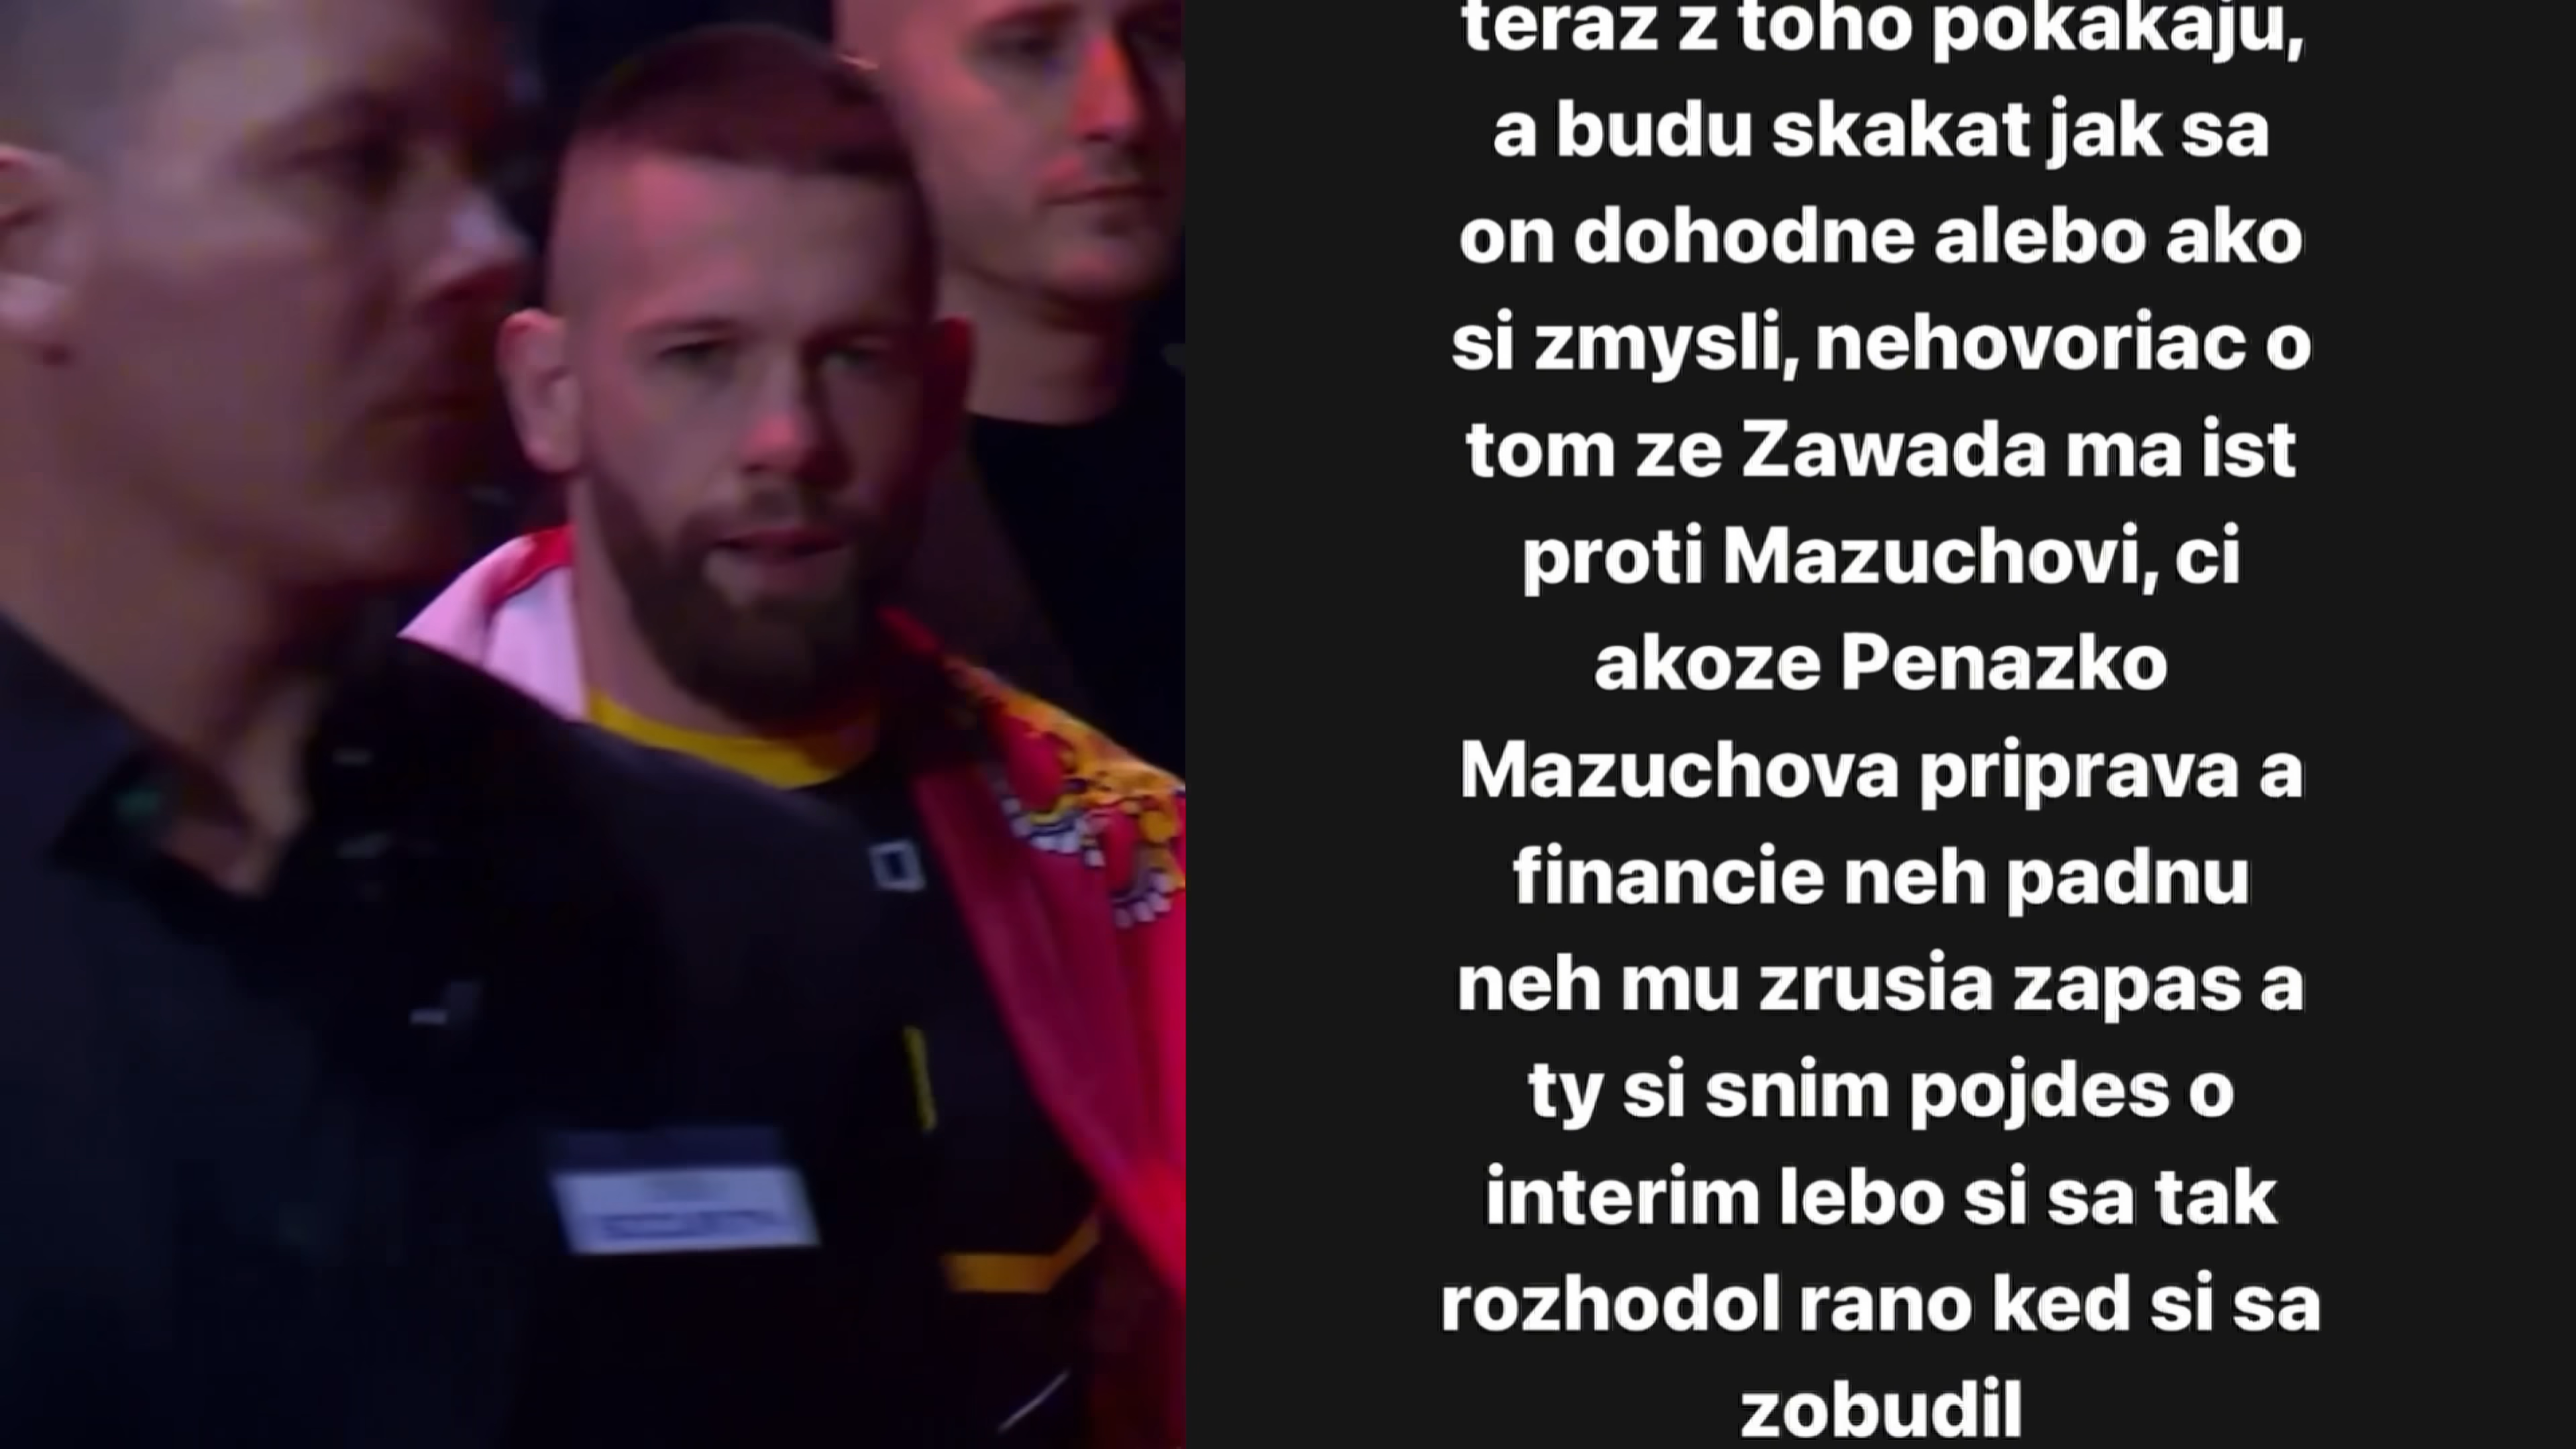 teraz z toho pokakaju,
a budu skakat jak sa
on dohodne alebo ako
si zmysli, nehovoriac o
tom ze Zawada ma ist
proti Mazuchovi, ci
akoze Penazko
Mazuchova priprava a
financie neh padnu
neh mu zrusia zapas a
ty si snim pojdes o
interim lebo si sa tak
rozhodol rano ked si sa
zobudil